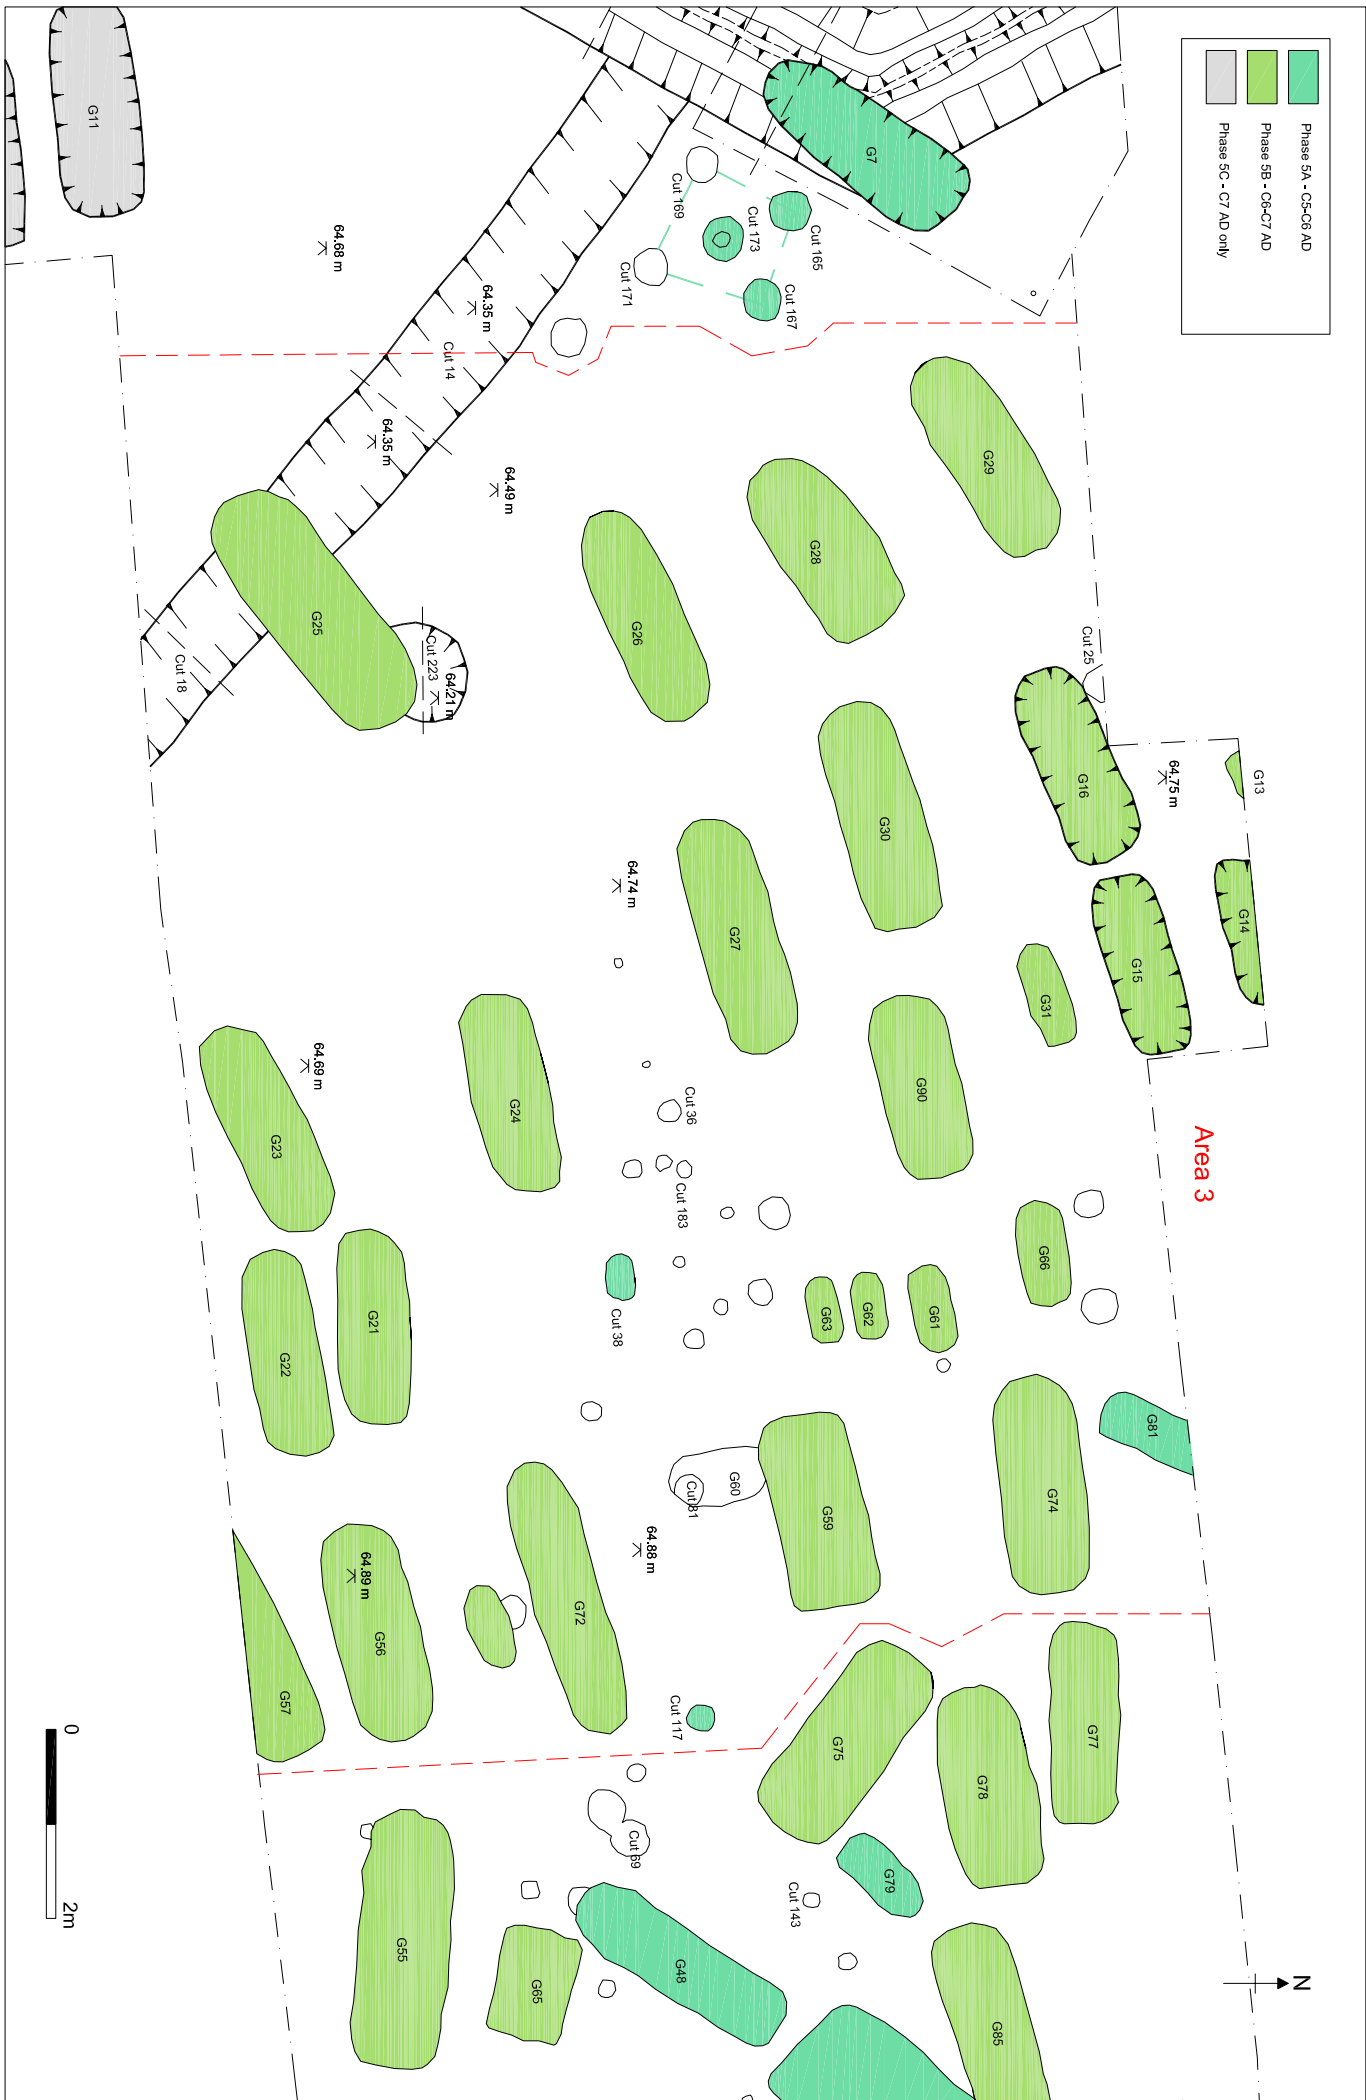 Phase 5A - C5-C6 AD
Phase 5B - C6-C7 AD
Phase 5C - C7 AD only
G11
G7
Cut 169
Cut 173
Cut 165
Cut 171
Cut 167
64.68 m
64.35 m
Cut 14
64.35 m
64.49 m
G29
G28
G26
G25
Cut 223
64.21 m
Cut 18
Cut 25
G16
64.75 m
G13
G14
G15
G30
G27
64.74 m
G31
G90
G24
64.69 m
G23
Cut 36
Cut 183
Area 3
G66
G61
G62
G63
Cut 38
G21
G22
G81
G74
G59
G60
Cut 81
64.88 m
G72
64.89 m
G56
G57
Cut 117
G77
G78
G75
G79
Cut 143
Cut 69
G55
G65
G48
G85
N
0
2m